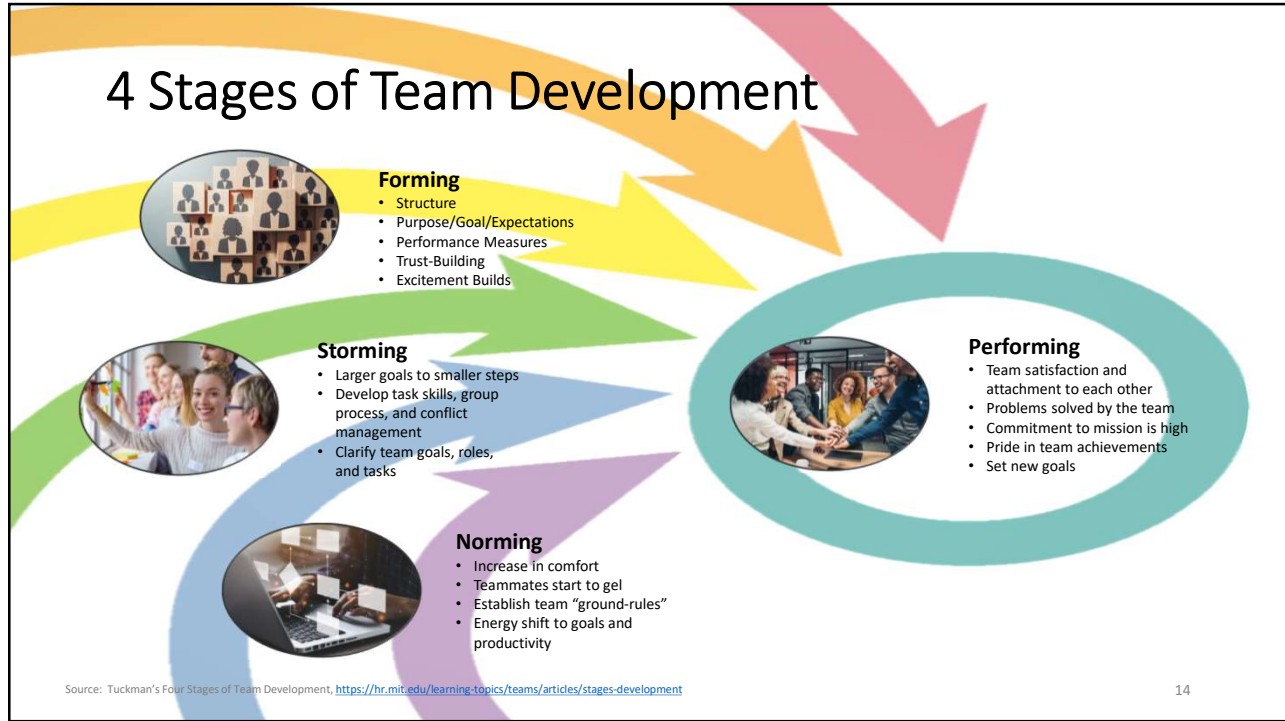 4 Stages of Team Development
Forming
• Structure
• Purpose/Goal/Expectations
• Performance Measures
• Trust-Building
• Excitement Builds
Storming
• Larger goals to smaller steps
• Develop task skills, group
process, and conflict
management
• Clarify team goals, roles,
and tasks
Norming
• Increase in comfort
• Teammates start to gel
• Establish team “ground-rules”
• Energy shift to goals and
productivity
Performing
• Team satisfaction and
attachment to each other
• Problems solved by the team
• Commitment to mission is high
• Pride in team achievements
• Set new goals
Source: Tuckman’s Four Stages of Team Development, https://hr.mit.edu/learning-topics/teams/articles/stages-development
14